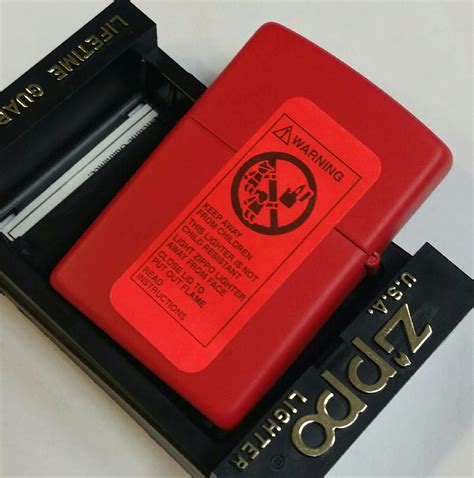 LIFETIME GUA
WARNING
KEEP AWAY
FROM CHILDREN
THIS LIGHTER IS NOT
CHILD RESISTANT
LIGHT ZIPPO LIGHTER
AWAY FROM FACE
CLOSE LID TO
PUT OUT FLAME
READ
INSTRUCTIONS
U.S.A.
zippo
LIGHTER